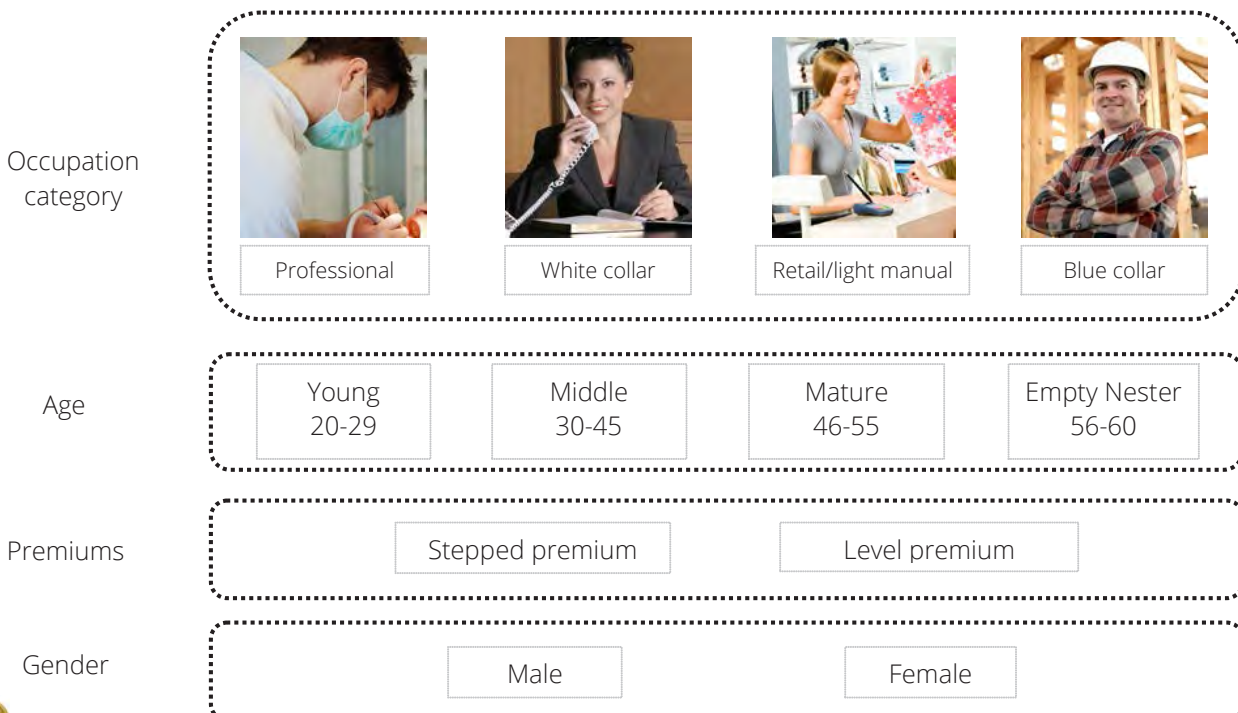 Occupation
category
Professional
White collar
Retail/light manual
Blue collar
Age
Young
20-29
Middle
30-45
Mature
46-55
Empty Nester
56-60
Premiums
Stepped premium
Level premium
Gender
Male
Female